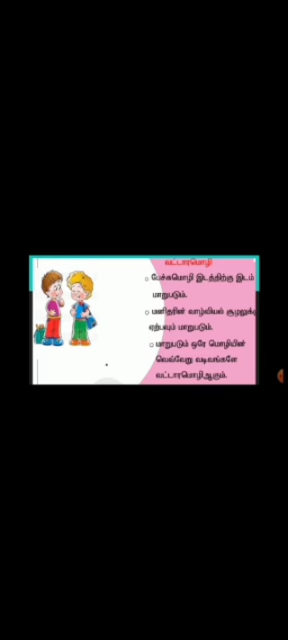 வட்டாரமொழி
பேச்சுமொழி இடத்திற்கு இடம்
மாறுபடும்.
மனிதரின் வாழ்வியல் சூழலுக்கு
ஏற்பவும் மாறுபடும்.
மாறுபடும் ஒரே மொழியின்
வெவ்வேறு வடிவங்களே
வட்டாரமொழிஆகும்.